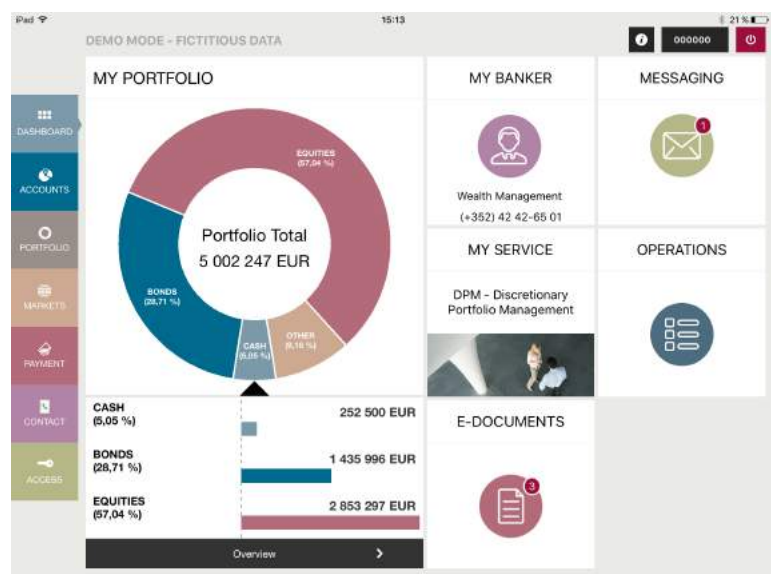 iPad
15:13
21 %
DEMO MODE - FICTITIOUS DATA
000000
MY PORTFOLIO
MY BANKER
MESSAGING
DASHBOARD
ACCOUNTS
PORTFOLIO
MARKETS
PAYMENT
CONTACT
ACCESS
EQUITIES
(57,04 %)
Portfolio Total
5 002 247 EUR
BONDS
(28,71 %)
CASH
(5,05 %)
OTHER
1
Wealth Management
(+352) 42 42-65 01
MY SERVICE
OPERATIONS
DPM - Discretionary
Portfolio Management
CASH
(5,05 %)
252 500 EUR
BONDS
(28,71 %)
1 435 996 EUR
EQUITIES
(57,04 %)
2 853 297 EUR
Overview
E-DOCUMENTS
3